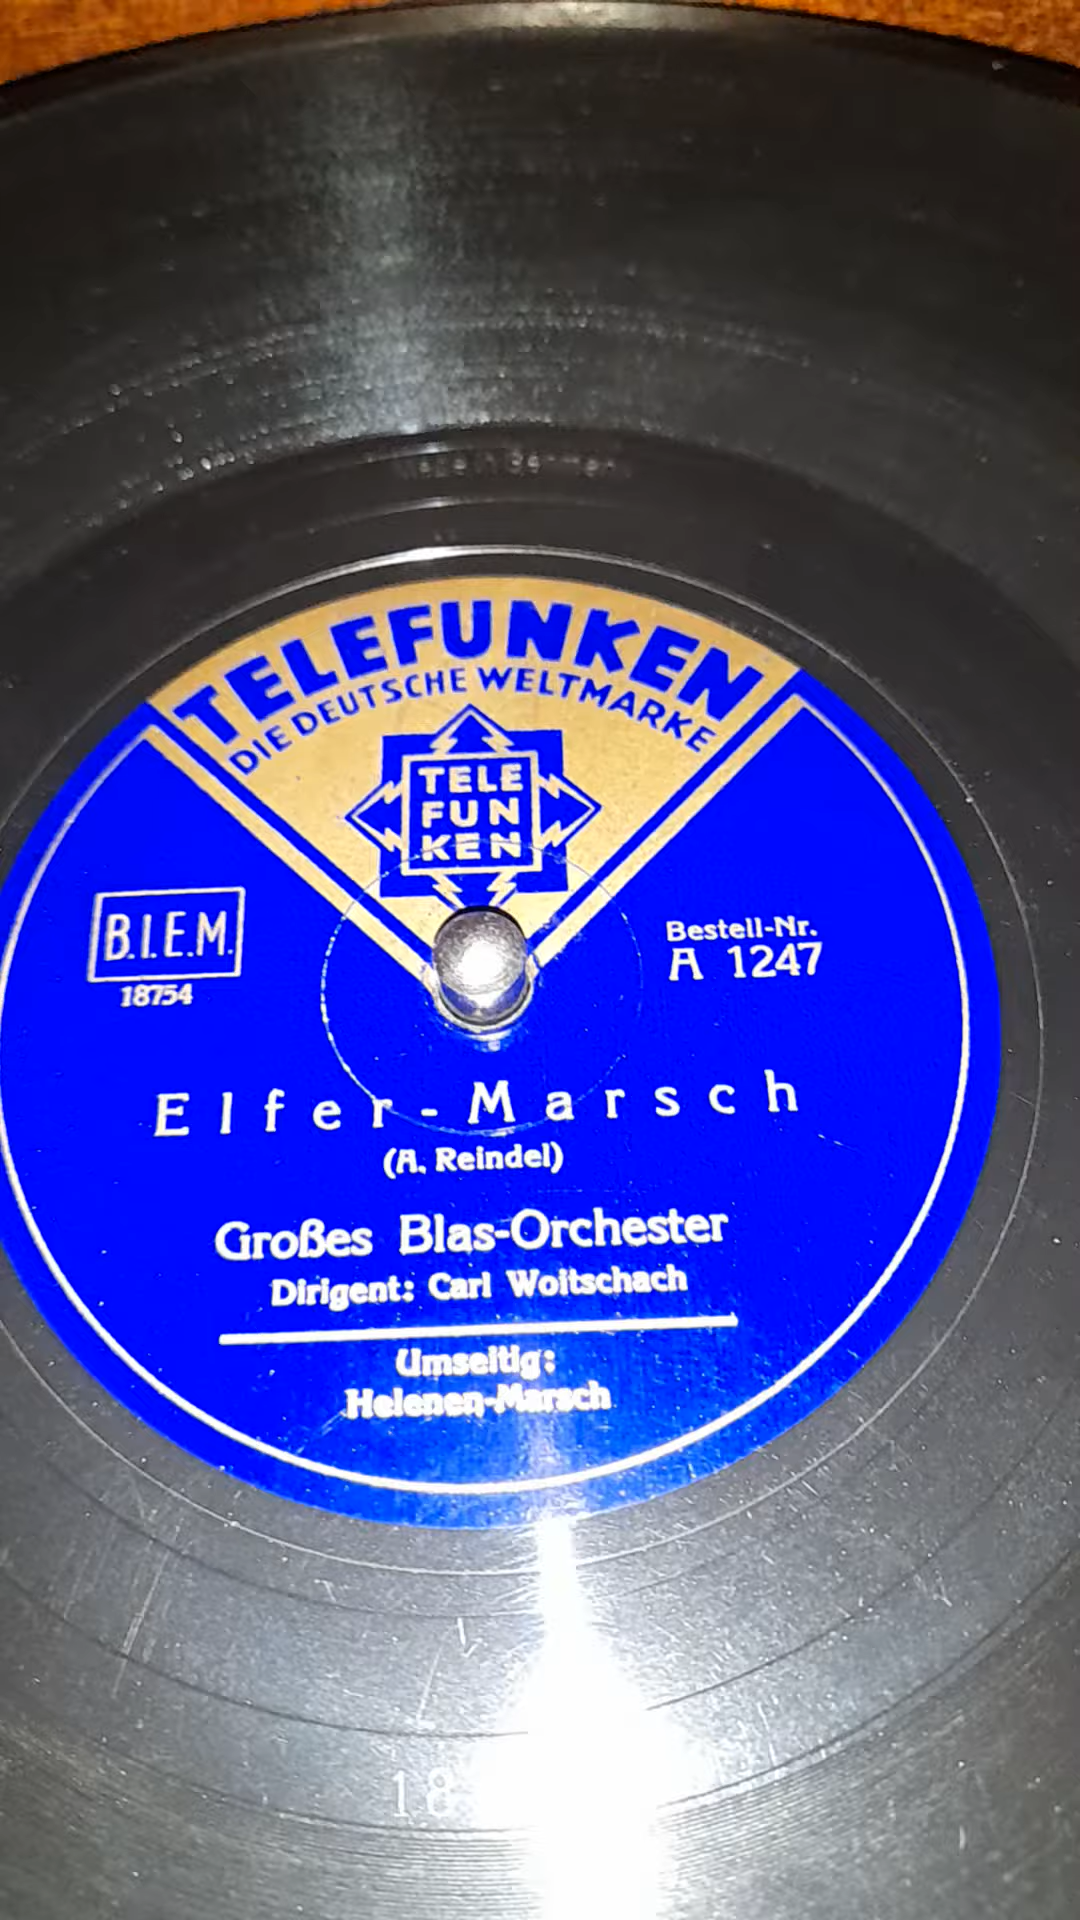 TELEFUNKEN
DIE DEUTSCHE WELTMARKE
TELE
FUN
KEN
B.I.E.M.
18754
Bestell-Nr.
A 1247
Elfer-Marsch
(A. Reindel)
Großes Blas-Orchester
Dirigent: Carl Woitschach
Umseitig:
Helenen-Marsch